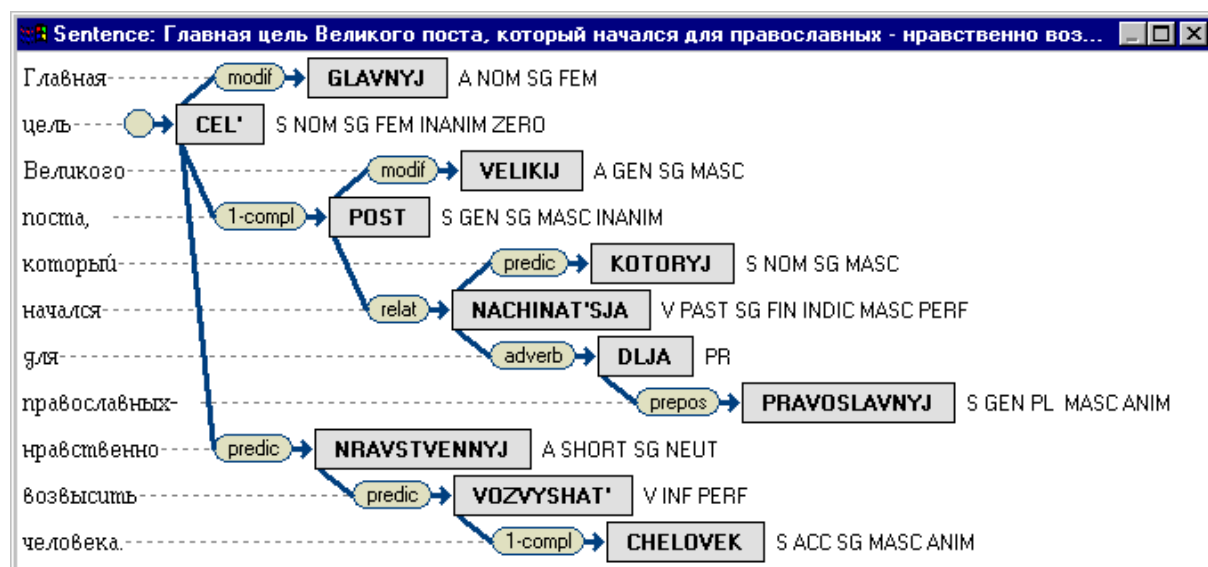 Sentence: Главная цель Великого поста, который начался для православных - нравственно воз...
Главная modif GLAVNYJ A NOM SG FEM
цель CEL' S NOM SG FEM INANIM ZERO
Великого modif VELIKIJ A GEN SG MASC
поста, 1-compl POST S GEN SG MASC INANIM
который predic KOTORYJ S NOM SG MASC
начался relat NACHINAT'SJA V PAST SG FIN INDIC MASC PERF
для adverb DLJA PR
православных- prepos PRAVOSLAVNYJ S GEN PL MASC ANIM
нравственно predic NRAVSTVENNYJ A SHORT SG NEUT
возвысить predic VOZVYSHAT' V INF PERF
человека. 1-compl CHELOVEK S ACC SG MASC ANIM